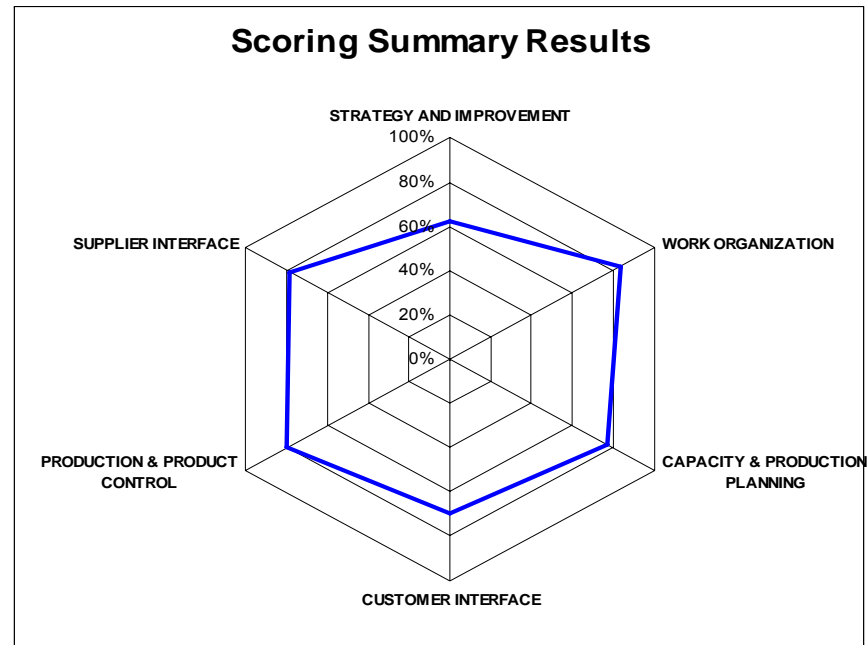 Scoring Summary Results
STRATEGY AND IMPROVEMENT
100%
80%
60%
40%
20%
0%
SUPPLIER INTERFACE
WORK ORGANIZATION
PRODUCTION & PRODUCT
CONTROL
CAPACITY & PRODUCTION
PLANNING
CUSTOMER INTERFACE